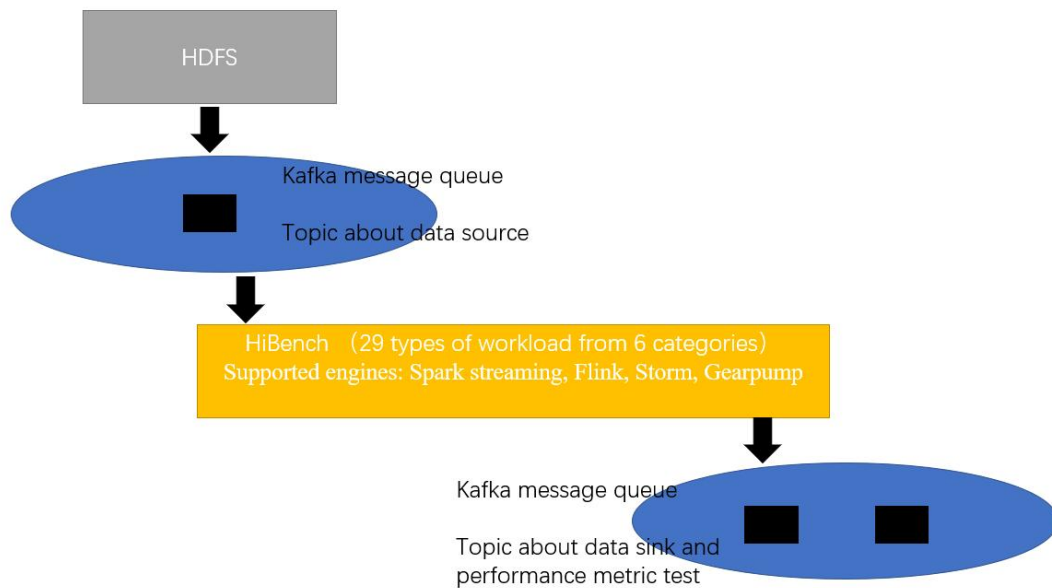 HDFS
Kafka message queue
Topic about data source
HiBench （29 types of workload from 6 categories）
Supported engines: Spark streaming, Flink, Storm, Gearpump
Kafka message queue
Topic about data sink and
performance metric test